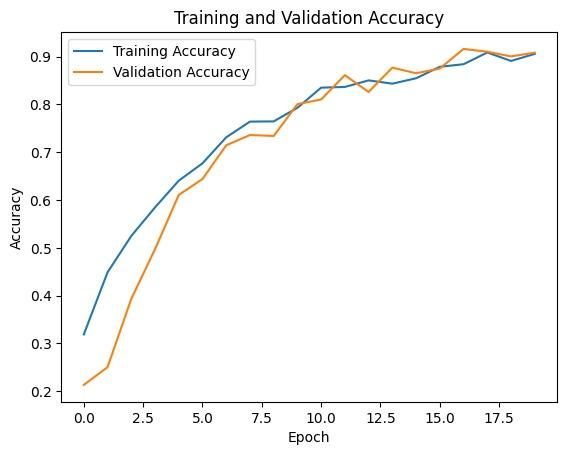 Training and Validation Accuracy
Training Accuracy
Validation Accuracy
0.9
0.8
0.7
0.6
0.5
0.4
0.3
0.2
Accuracy
0.0 2.5 5.0 7.5 10.0 12.5 15.0 17.5
Epoch